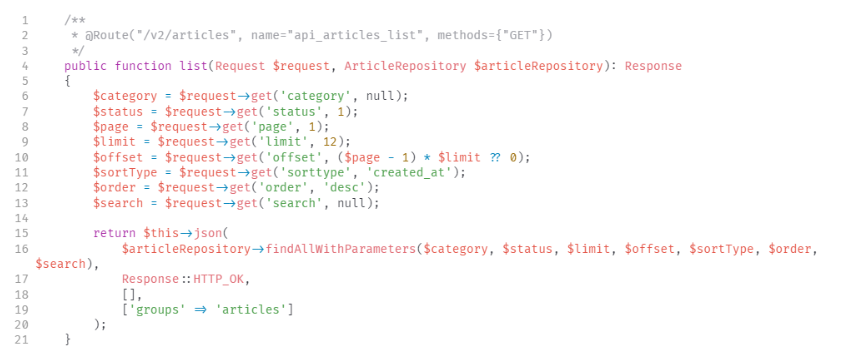 1 /**
2 * @Route("/v2/articles", name="api_articles_list", methods={"GET"})
3 */
4 public function list(Request $request, ArticleRepository $articleRepository): Response
5 {
6 $category = $request->get('category', null);
7 $status = $request->get('status', 1);
8 $page = $request->get('page', 1);
9 $limit = $request->get('limit', 12);
10 $offset = $request->get('offset', ($page - 1) * $limit ?? 0);
11 $sortType = $request->get('sorttype', 'created_at');
12 $order = $request->get('order', 'desc');
13 $search = $request->get('search', null);
14
15 return $this->json(
16 $articleRepository->findAllWithParameters($category, $status, $limit, $offset, $sortType, $order,
$search),
17 Response::HTTP_OK,
18 [],
19 ['groups' => 'articles']
20 );
21 }